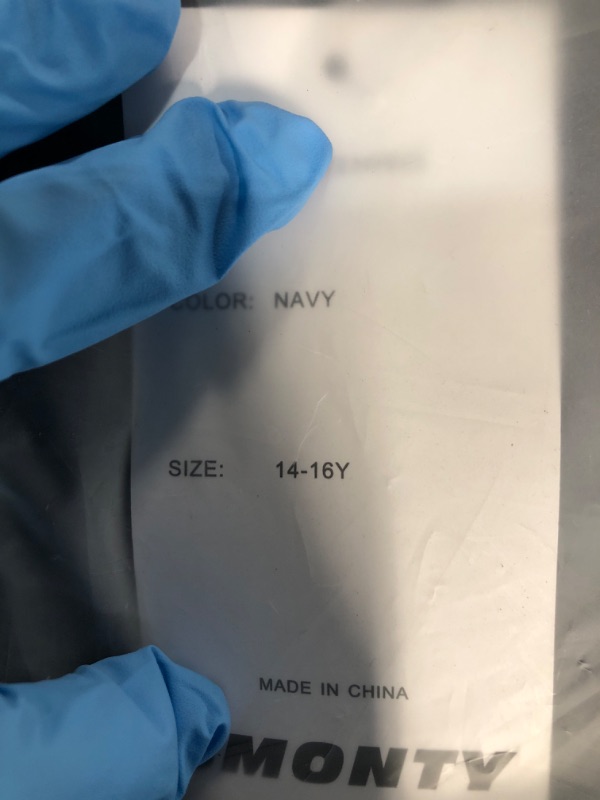 COLOR: NAVY
SIZE: 14-16Y
MADE IN CHINA
MONTY